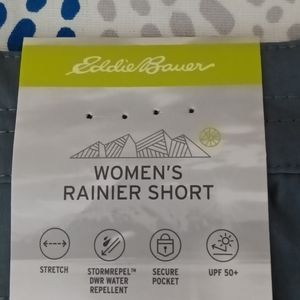 Eddie Bauer
WOMEN'S
RAINIER SHORT
STRETCH
STORMREPEL™
DWR WATER
REPELLENT
SECURE
POCKET
UPF 50+